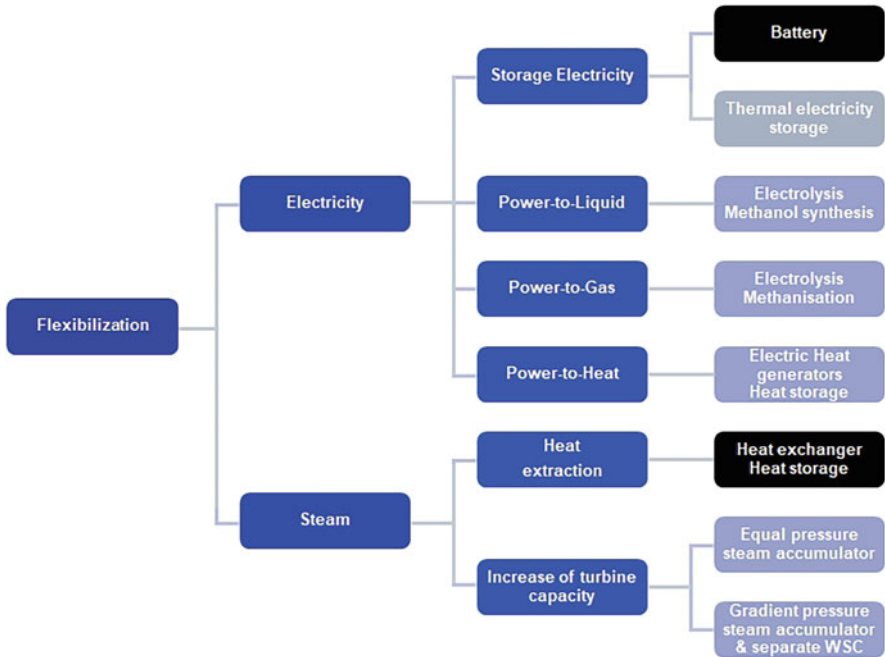 Battery
Storage Electricity
Thermal electricity
storage
Electricity
Power-to-Liquid
Electrolysis
Methanol synthesis
Power-to-Gas
Electrolysis
Methanisation
Flexibilization
Power-to-Heat
Electric Heat
generators
Heat storage
Heat
extraction
Heat exchanger
Heat storage
Steam
Equal pressure
steam accumulator
Increase of turbine
capacity
Gradient pressure
steam accumulator
& separate WSC